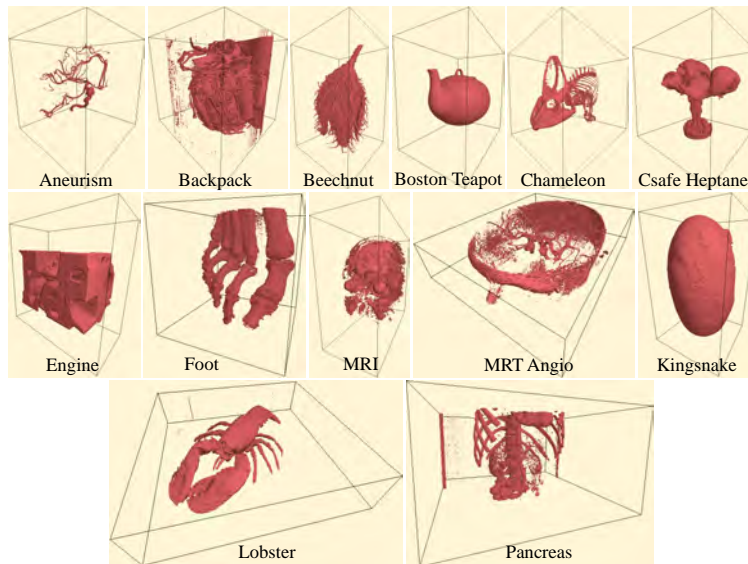 Aneurism
Backpack
Beechnut
Boston Teapot
Chameleon
Csafe Heptane
Engine
Foot
MRI
MRT Angio
Kingsnake
Lobster
Pancreas